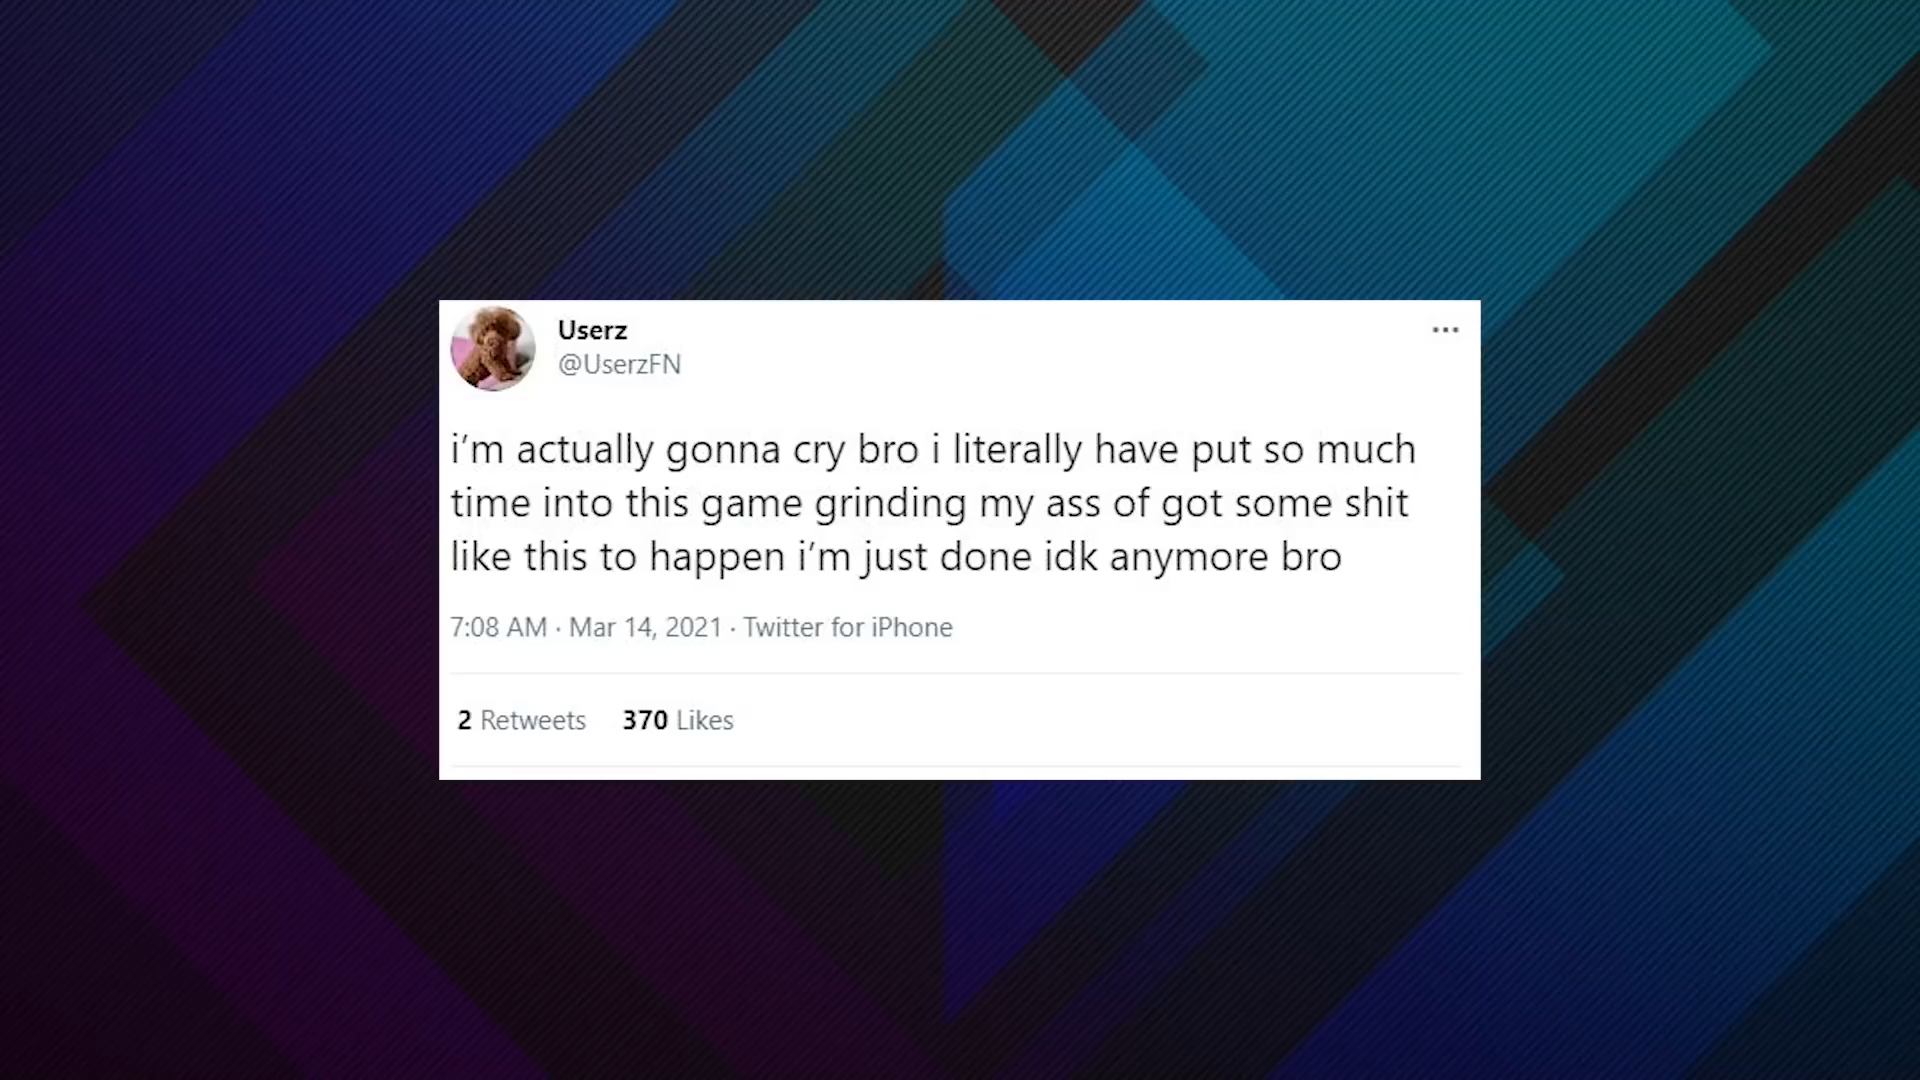 Userz
@UserzFN
i’m actually gonna cry bro i literally have put so much
time into this game grinding my ass of got some shit
like this to happen i’m just done idk anymore bro
7:08 AM · Mar 14, 2021 · Twitter for iPhone
2 Retweets 370 Likes